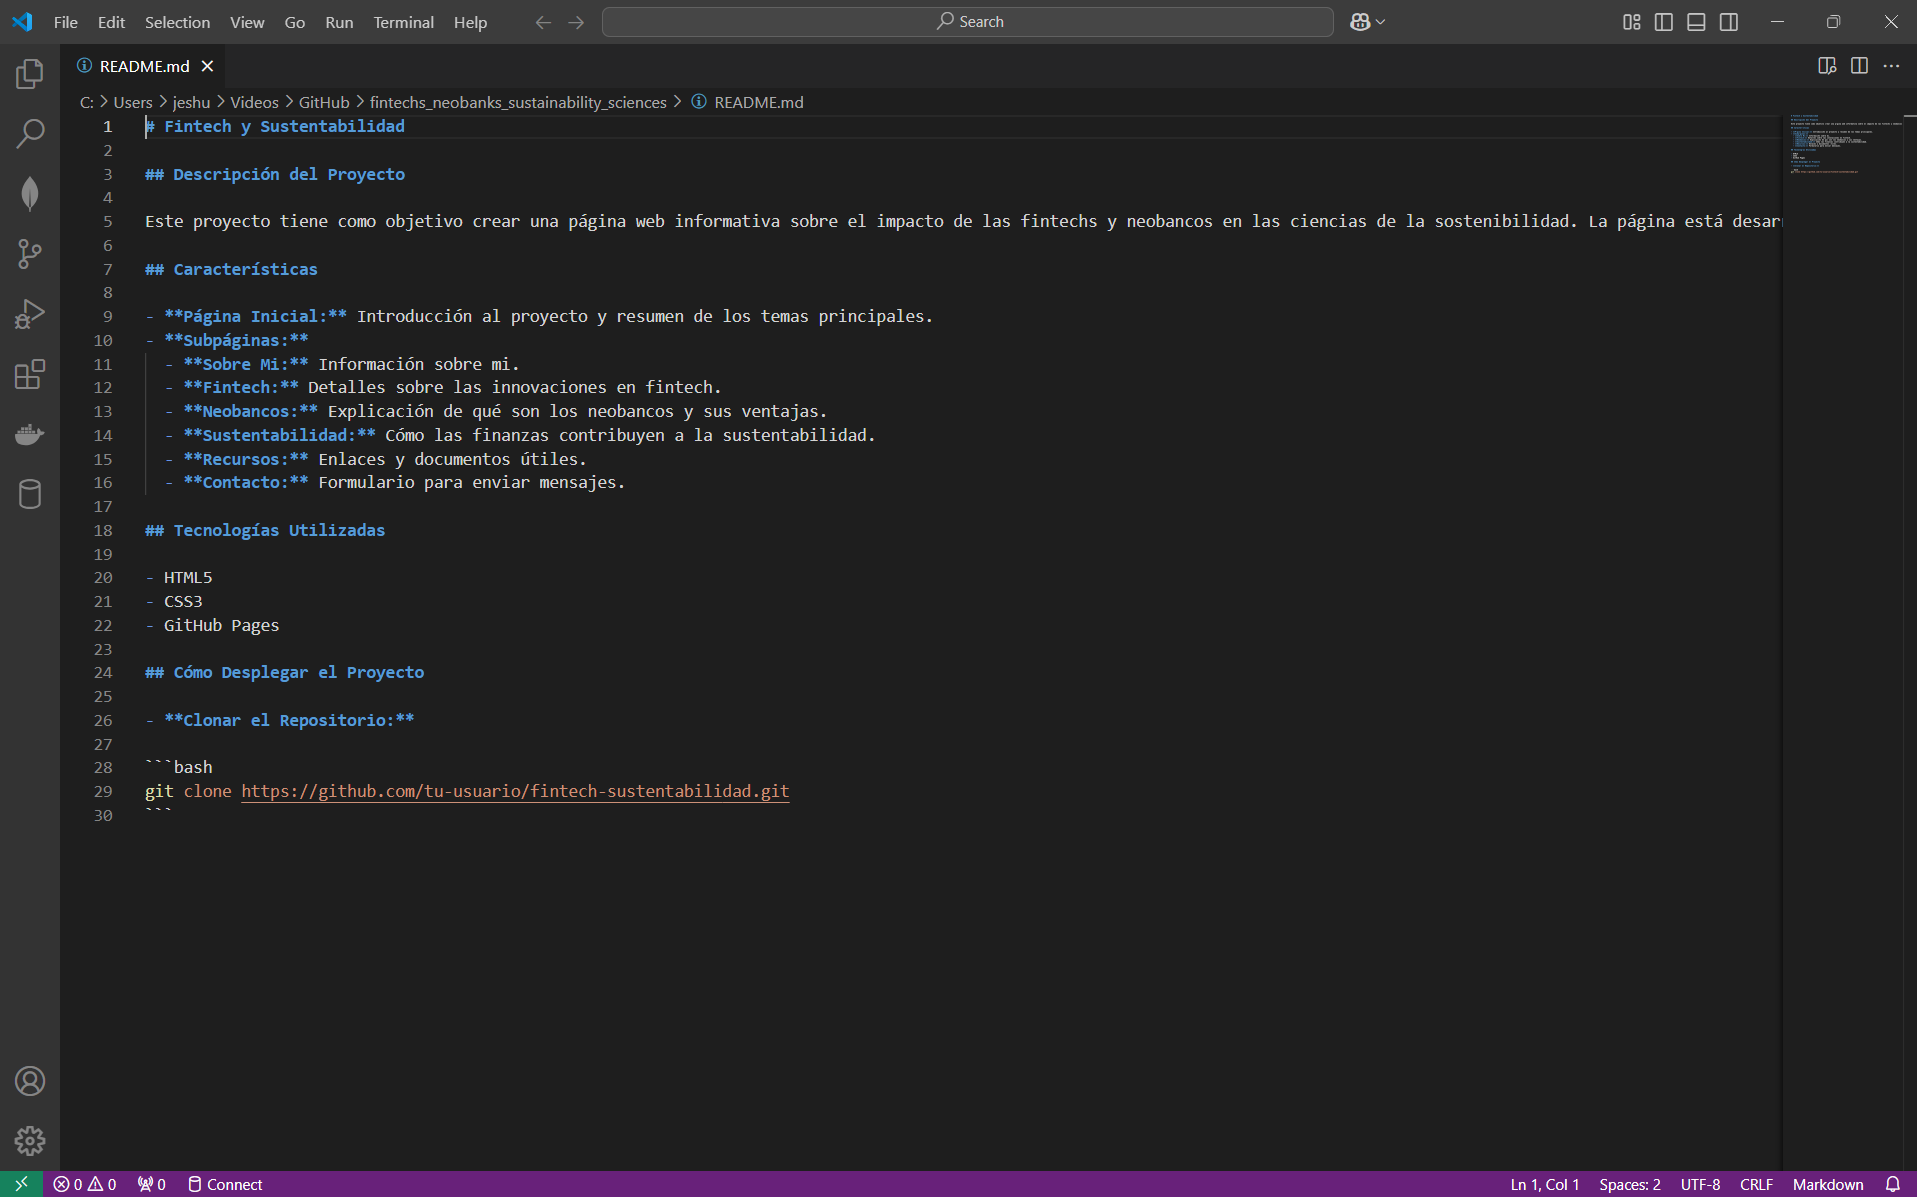 File Edit Selection View Go Run Terminal Help Search
README.md
C: > Users > jeshu > Videos > GitHub > fintechs_neobanks_sustainability_sciences > README.md
1 # Fintech y Sustentabilidad
2
3 ## Descripción del Proyecto
4
5 Este proyecto tiene como objetivo crear una página web informativa sobre el impacto de las fintechs y neobancos en las ciencias de la sostenibilidad. La página está desar
6
7 ## Características
8
9 - **Página Inicial:** Introducción al proyecto y resumen de los temas principales.
10 - **Subpáginas:**
11   - **Sobre Mi:** Información sobre mi.
12   - **Fintech:** Detalles sobre las innovaciones en fintech.
13   - **Neobancos:** Explicación de qué son los neobancos y sus ventajas.
14   - **Sustentabilidad:** Cómo las finanzas contribuyen a la sustentabilidad.
15   - **Recursos:** Enlaces y documentos útiles.
16   - **Contacto:** Formulario para enviar mensajes.
17
18 ## Tecnologías Utilizadas
19
20 - HTML5
21 - CSS3
22 - GitHub Pages
23
24 ## Cómo Desplegar el Proyecto
25
26 - **Clonar el Repositorio:**
27
28 ```bash
29 git clone https://github.com/tu-usuario/fintech-sustentabilidad.git
30 ```
0 0 0 Connect Ln 1, Col 1 Spaces: 2 UTF-8 CRLF Markdown